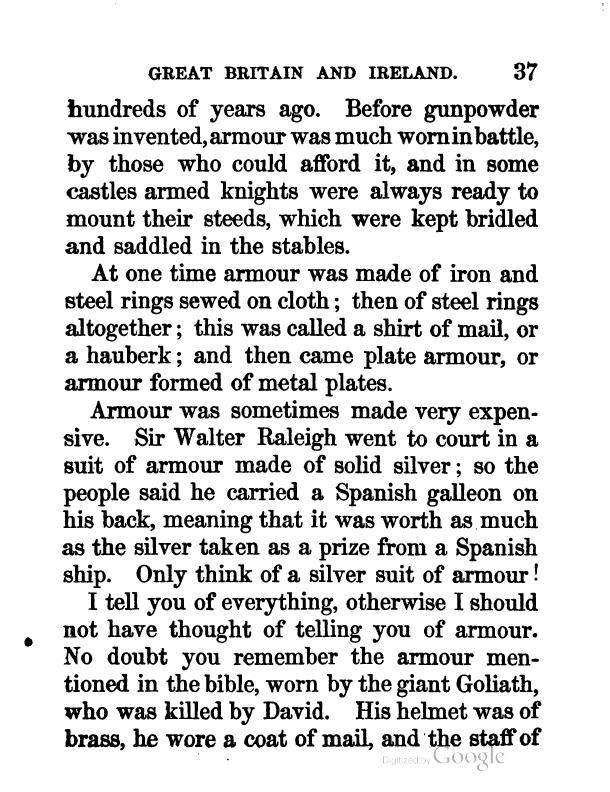 GREAT BRITAIN AND IRELAND. 37
hundreds of years ago. Before gunpowder
was invented, armour was much worn in battle,
by those who could afford it, and in some
castles armed knights were always ready to
mount their steeds, which were kept bridled
and saddled in the stables.
At one time armour was made of iron and
steel rings sewed on cloth; then of steel rings
altogether; this was called a shirt of mail, or
a hauberk; and then came plate armour, or
armour formed of metal plates.
Armour was sometimes made very expen-
sive. Sir Walter Raleigh went to court in a
suit of armour made of solid silver; so the
people said he carried a Spanish galleon on
his back, meaning that it was worth as much
as the silver taken as a prize from a Spanish
ship. Only think of a silver suit of armour!
I tell you of everything, otherwise I should
not have thought of telling you of armour.
No doubt you remember the armour men-
tioned in the bible, worn by the giant Goliath,
who was killed by David. His helmet was of
brass, he wore a coat of mail, and the staff of
Digitized by Google